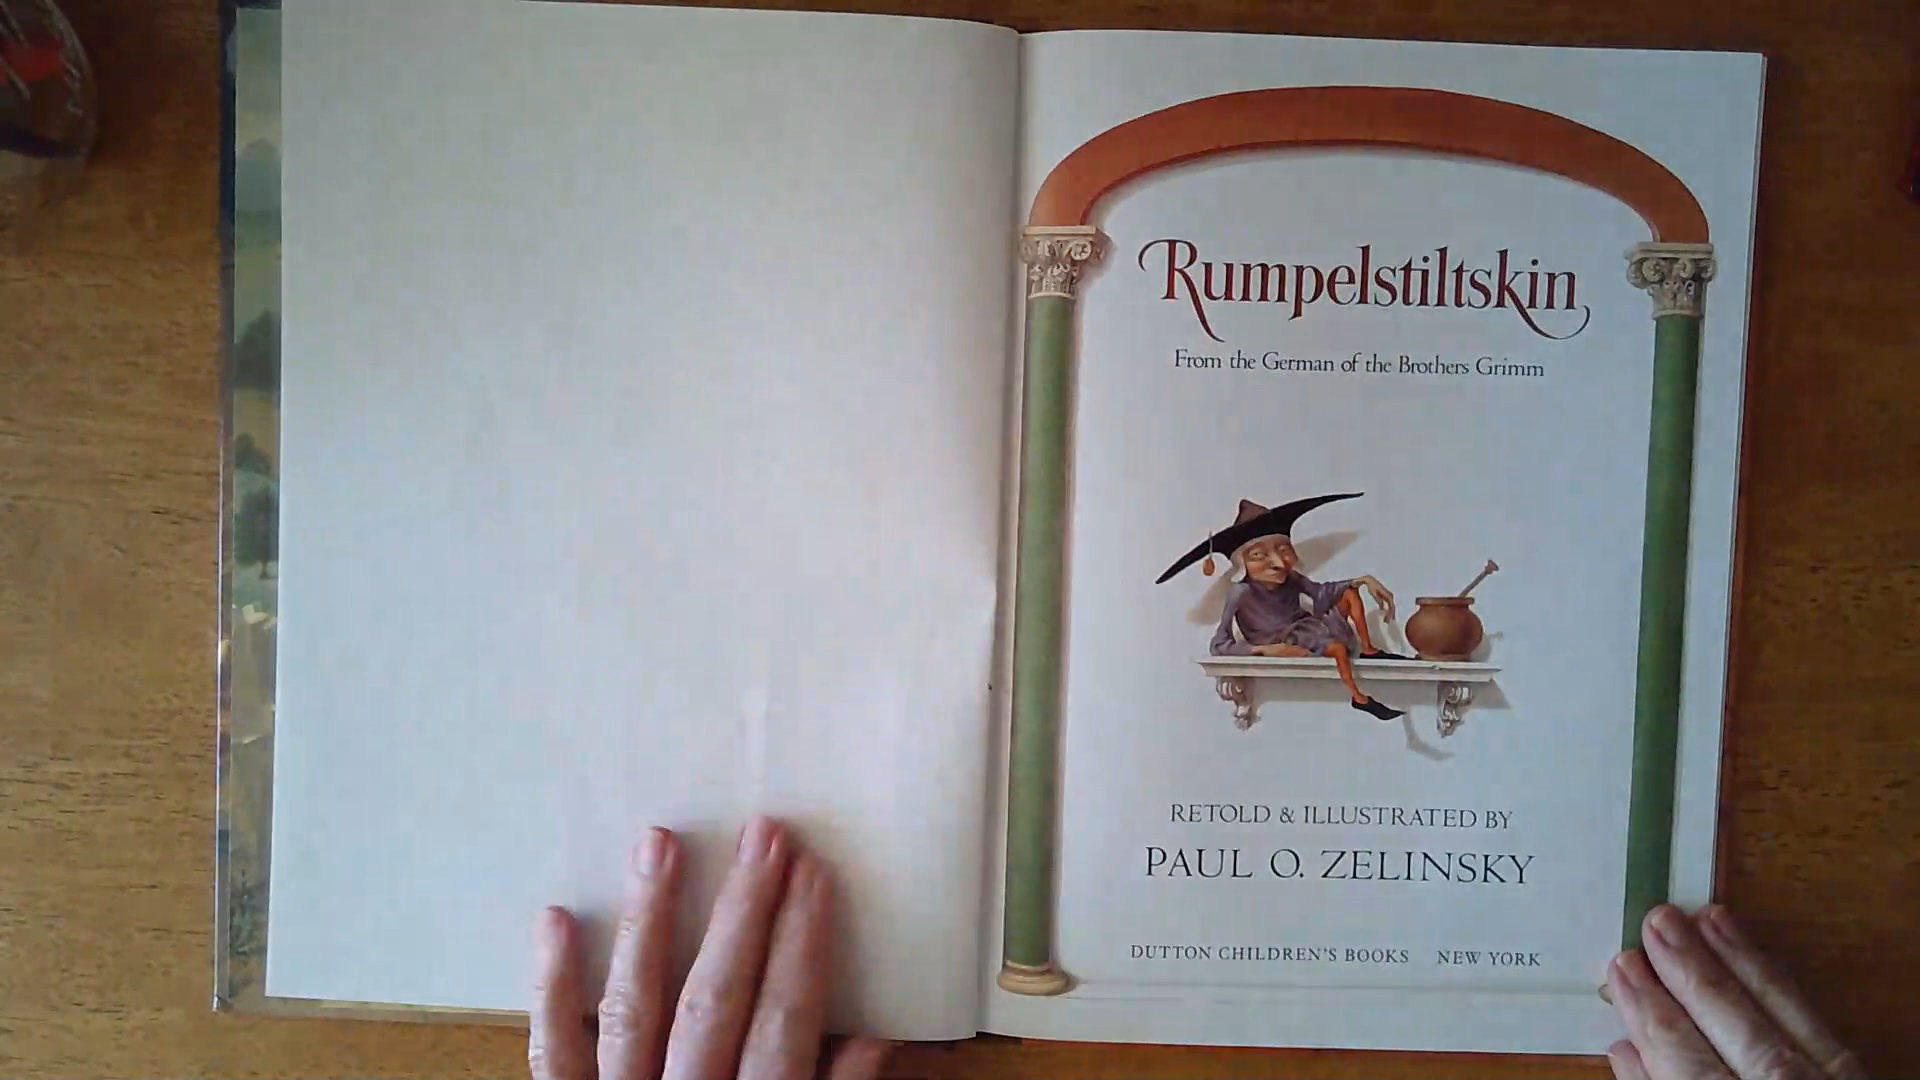 Rumpelstiltskin
From the German of the Brothers Grimm
RETOLD & ILLUSTRATED BY
PAUL O. ZELINSKY
DUTTON CHILDREN'S BOOKS NEW YORK